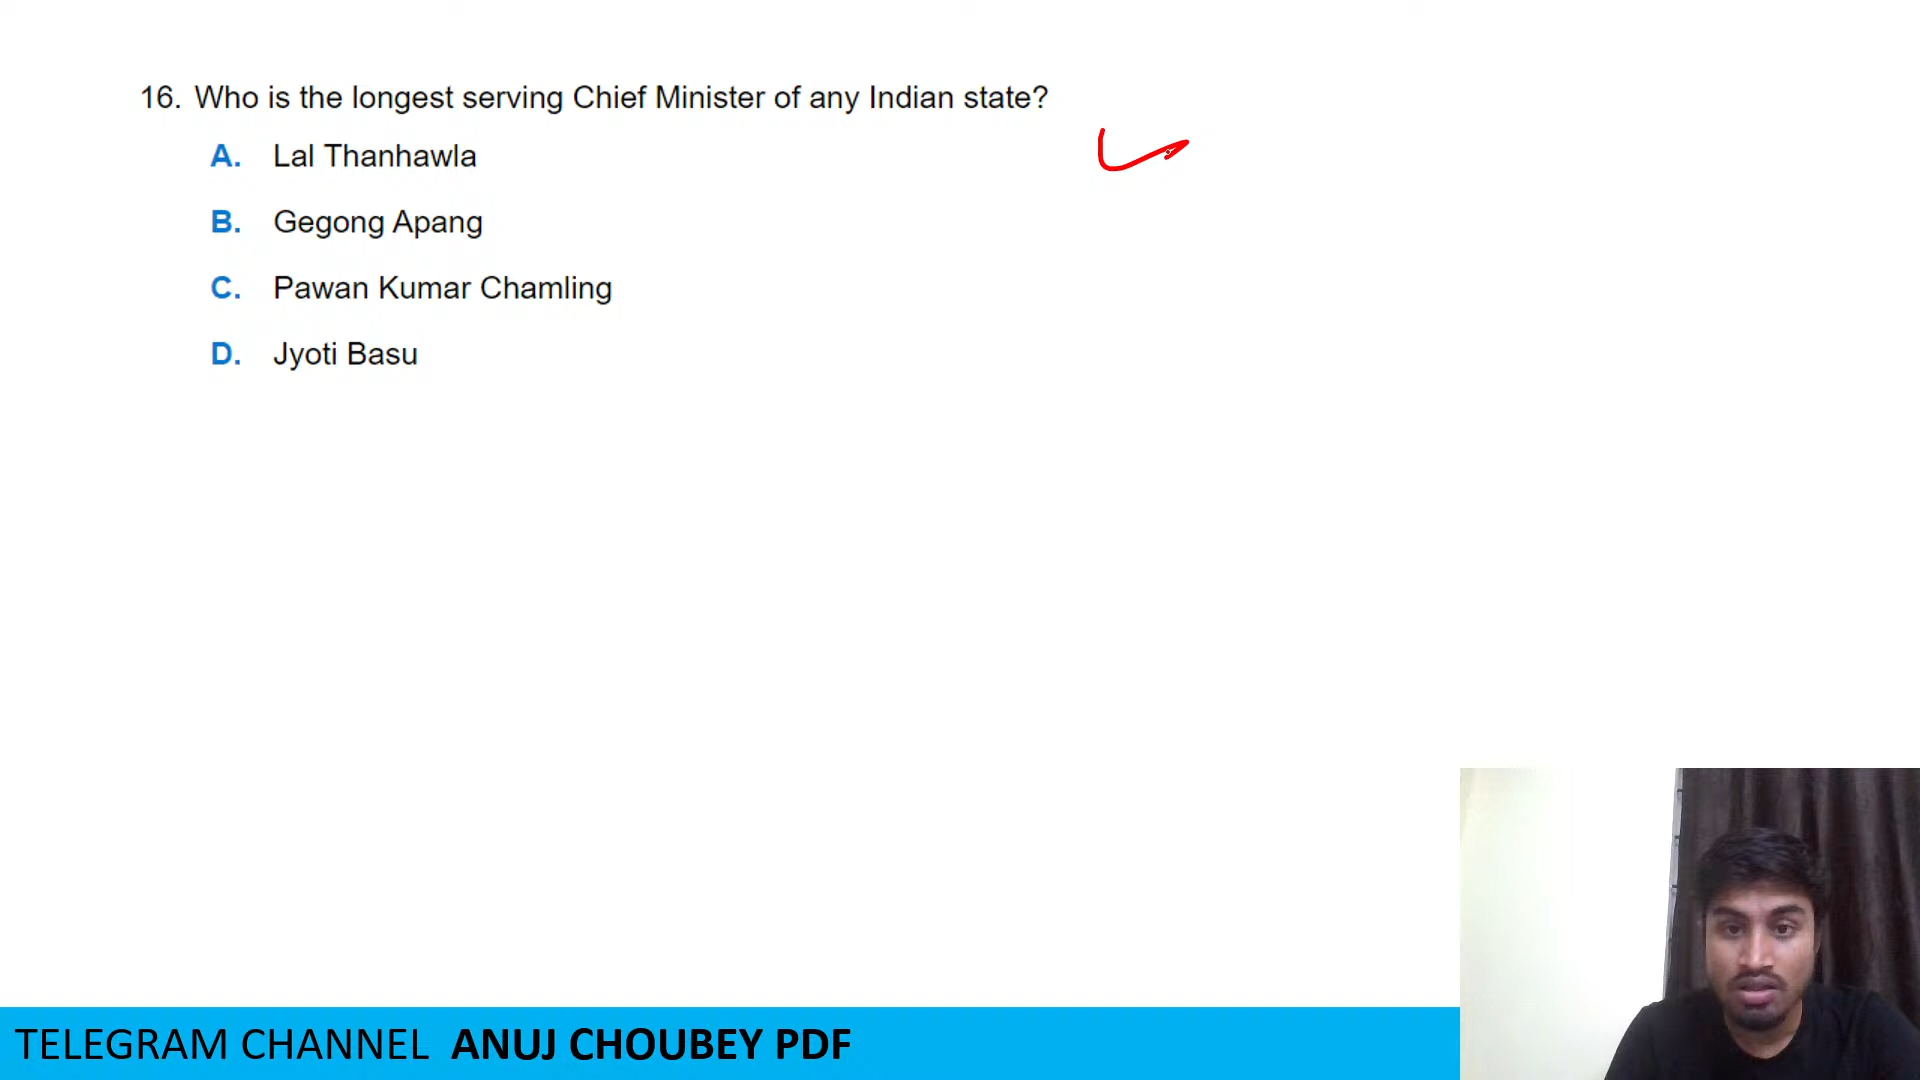 16. Who is the longest serving Chief Minister of any Indian state?
A. Lal Thanhawla
B. Gegong Apang
C. Pawan Kumar Chamling
D. Jyoti Basu
TELEGRAM CHANNEL ANUJ CHOUBEY PDF